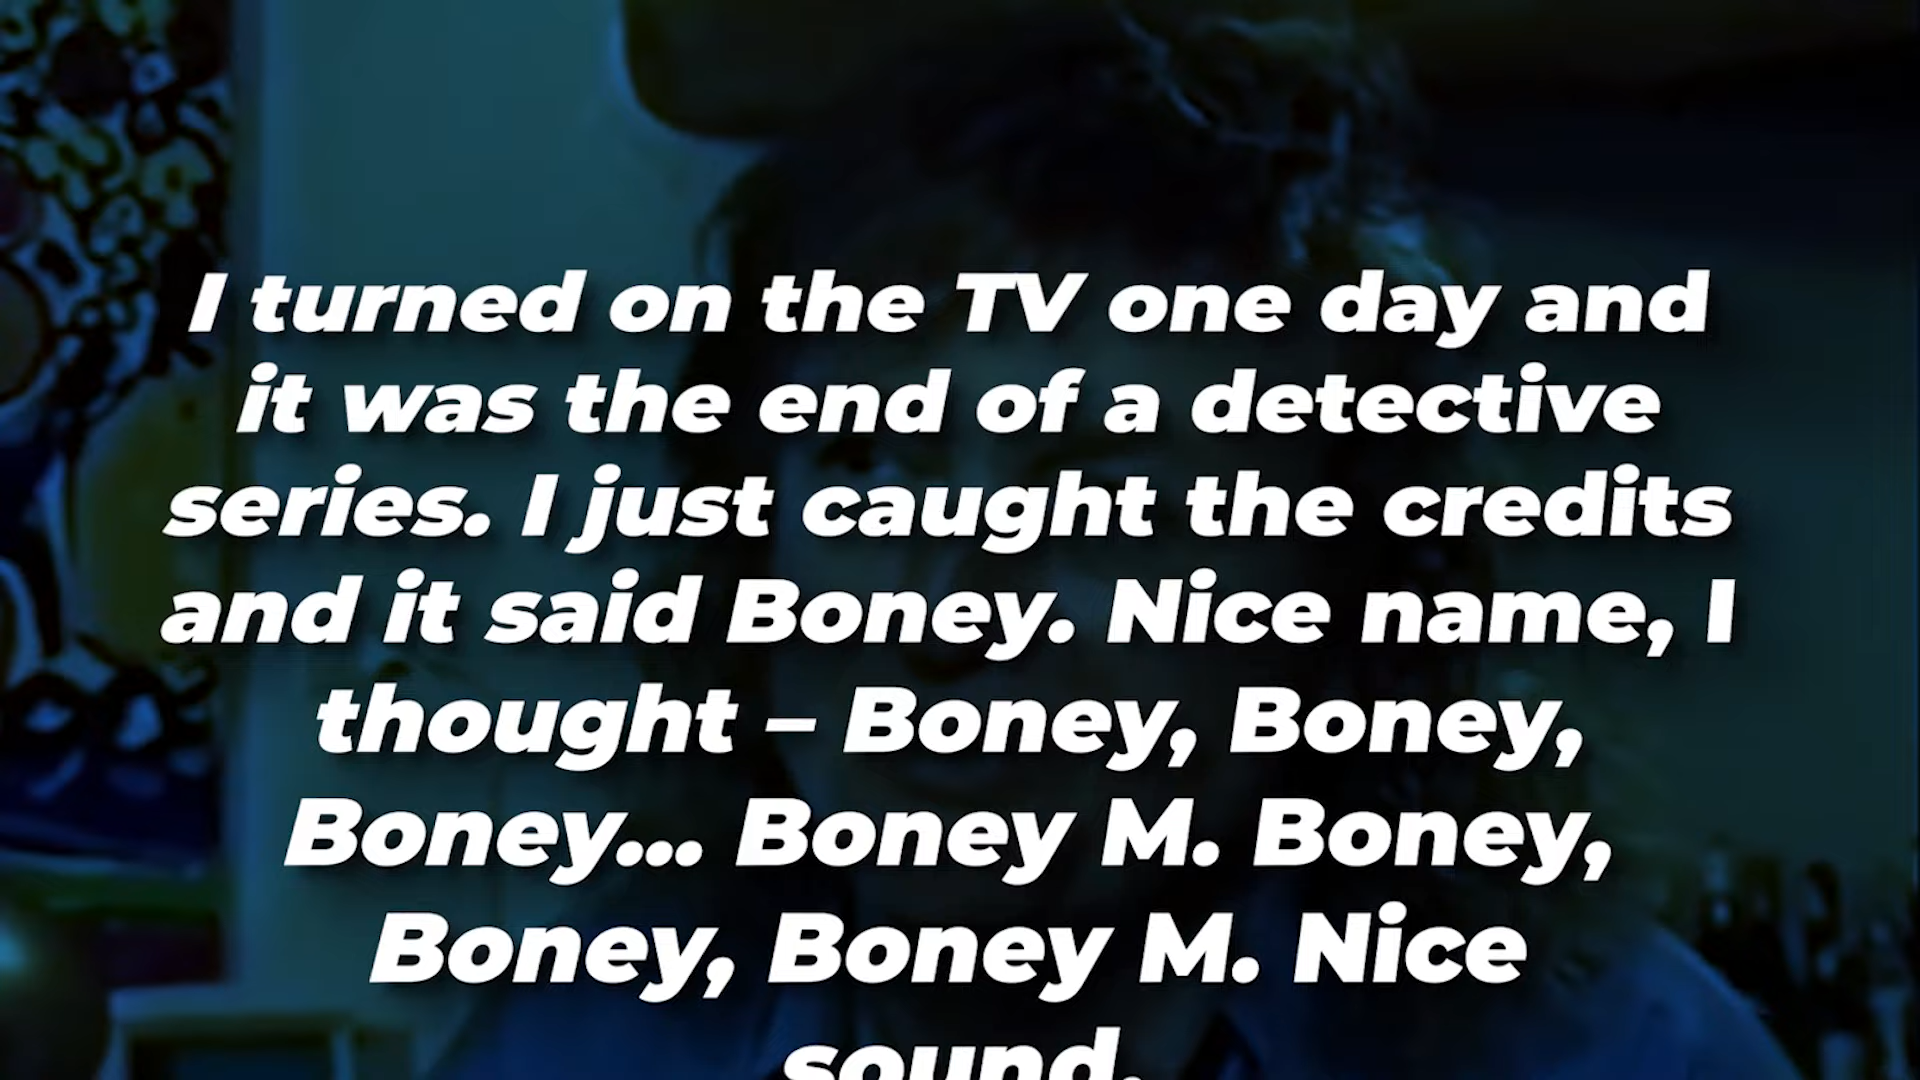 I turned on the TV one day and
it was the end of a detective
series. I just caught the credits
and it said Boney. Nice name, I
thought – Boney, Boney,
Boney... Boney M. Boney,
Boney, Boney M. Nice
sound.